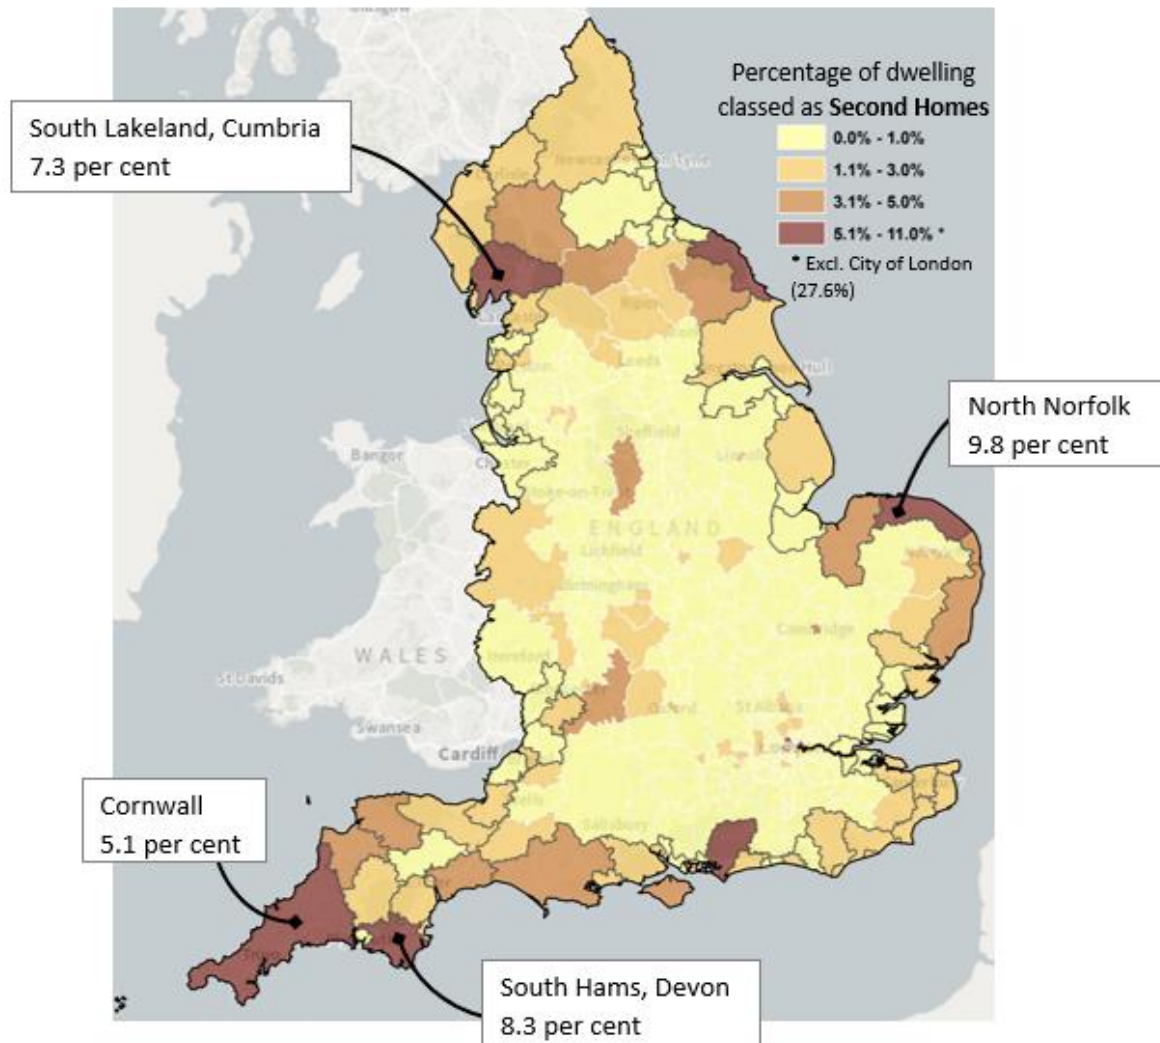 Glasgow
Percentage of dwelling
classed as Second Homes
0.0% - 1.0%
1.1% - 3.0%
3.1% - 5.0%
5.1% - 11.0% *
* Excl. City of London
(27.6%)
South Lakeland, Cumbria
7.3 per cent
Leeds
Sheffield
Lincoln
North Norfolk
9.8 per cent
Bangor
Chester
Stoke-on-Trent
ENGLAND
Lichfield
Birmingham
Cambridge
WALES
Hereford
St Davids
Oxford
St Albans
Swansea
Cardiff
Wells
Salisbury
Cornwall
5.1 per cent
South Hams, Devon
8.3 per cent